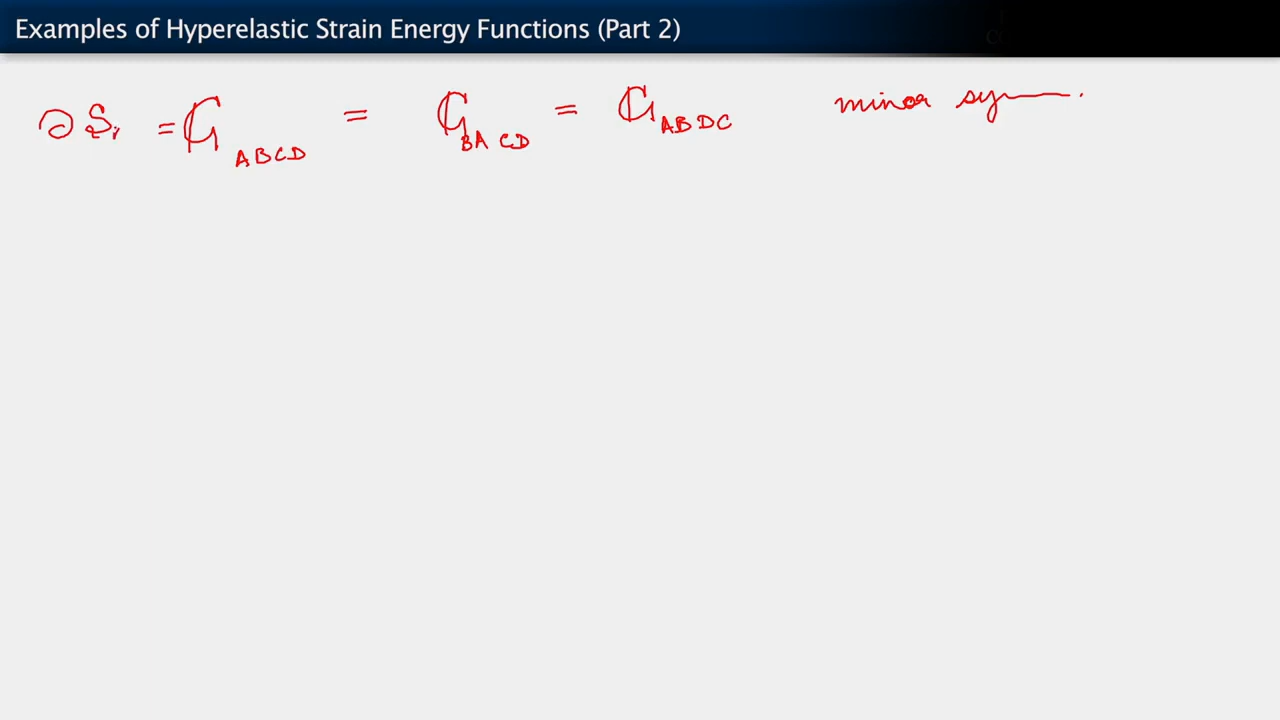 Examples of Hyperelastic Strain Energy Functions (Part 2)
∂S = ℂ_ABCD = ℂ_BACD = ℂ_ABDC minor sym.